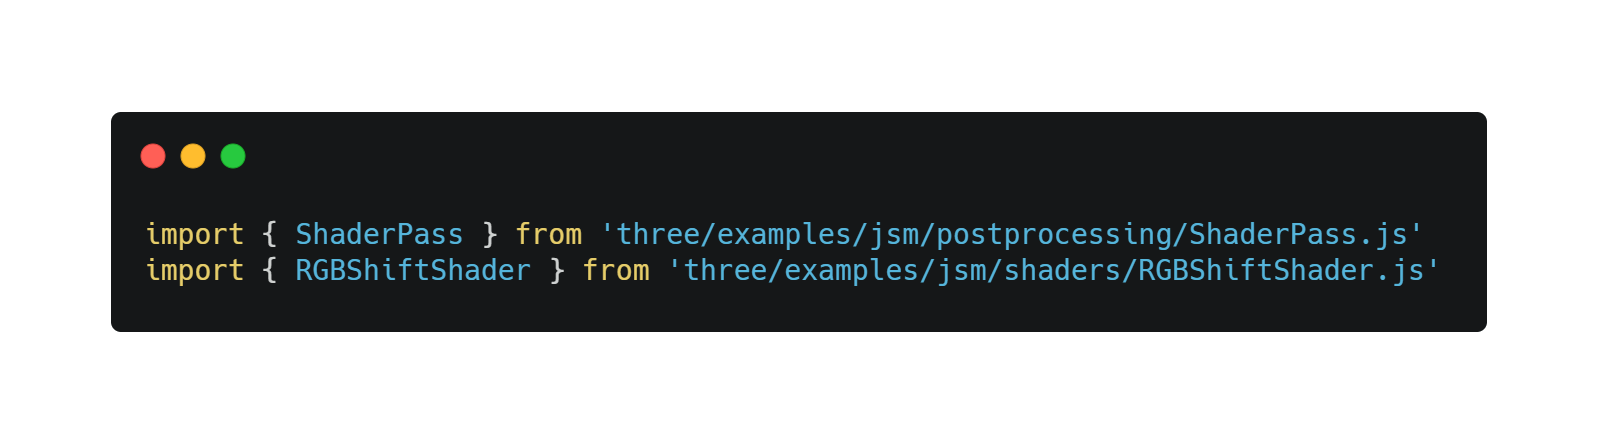 import { ShaderPass } from 'three/examples/jsm/postprocessing/ShaderPass.js'
import { RGBShiftShader } from 'three/examples/jsm/shaders/RGBShiftShader.js'